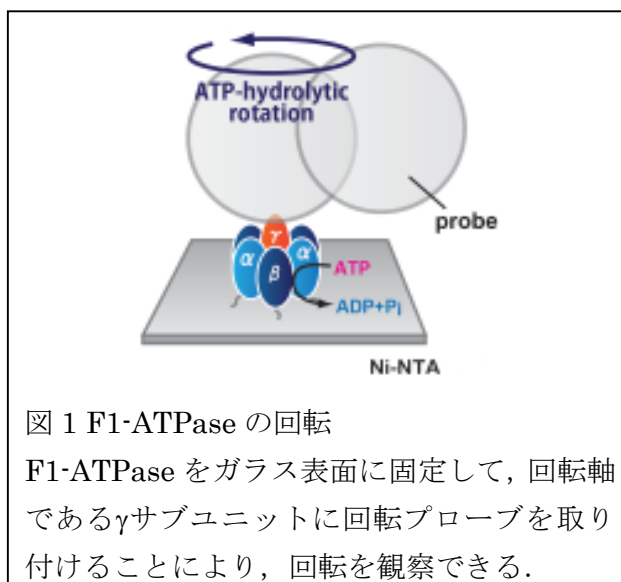 ATP-hydrolytic
rotation
probe
γ
α
α
β
ATP
ADP+Pi
Ni-NTA
図 1 F1-ATPase の回転
F1-ATPase をガラス表面に固定して, 回転軸
であるγサブユニットに回転プローブを取り
付けることにより, 回転を観察できる.